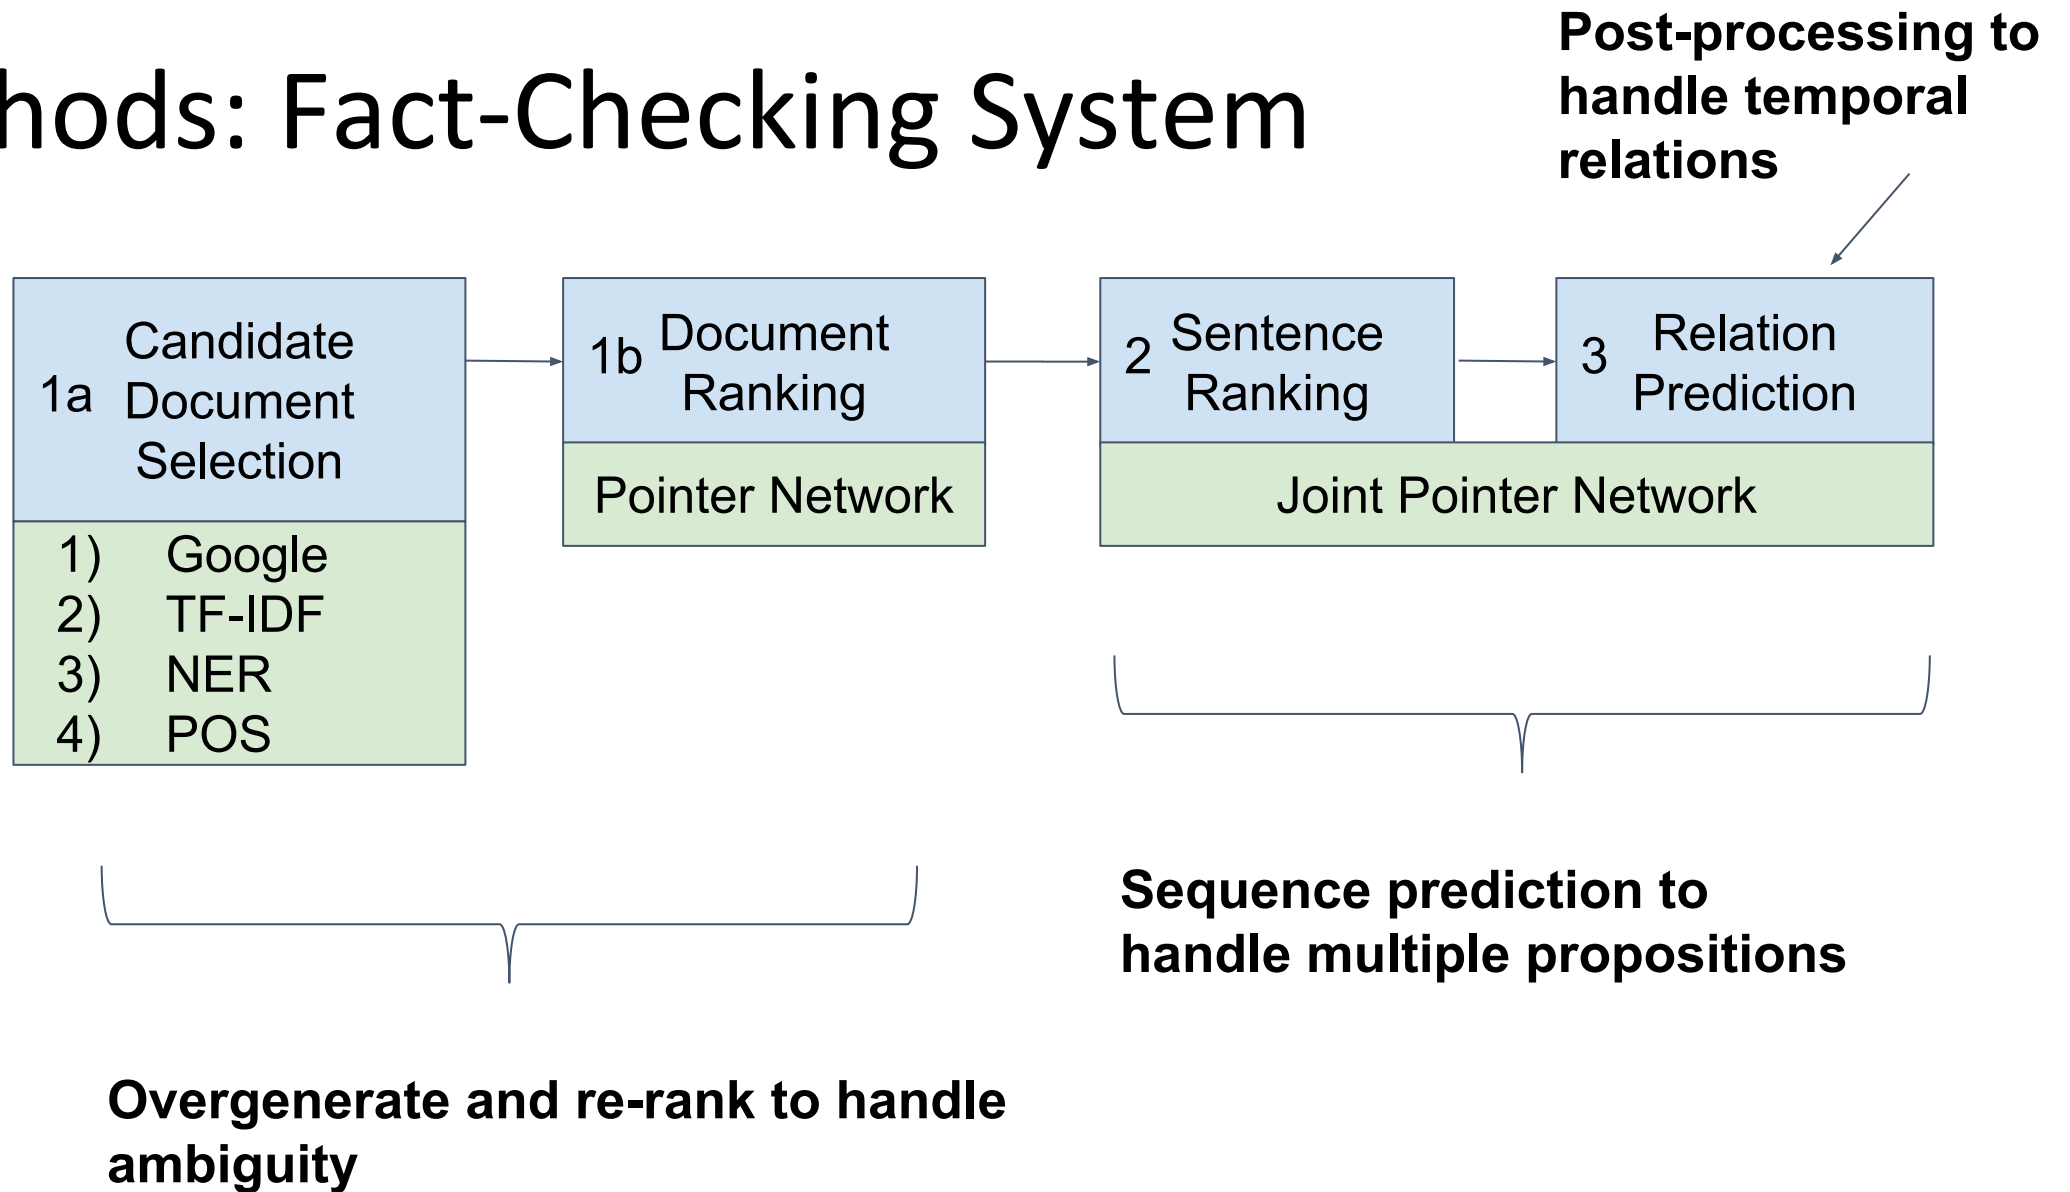 Post-processing to
handle temporal
relations
hods: Fact-Checking System
1a
Candidate
Document
Selection
1) Google
2) TF-IDF
3) NER
4) POS
1b
Document
Ranking
Pointer Network
2
Sentence
Ranking
3
Relation
Prediction
Joint Pointer Network
Sequence prediction to
handle multiple propositions
Overgenerate and re-rank to handle
ambiguity